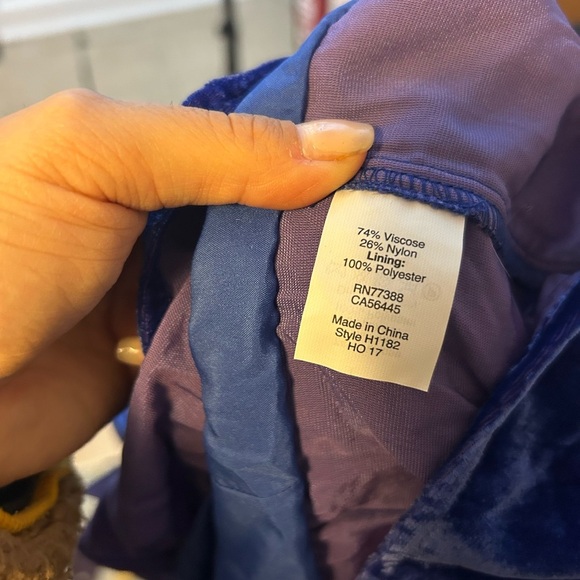 74% Viscose
26% Nylon
Lining:
100% Polyester
RN77388
CA56445
Made in China
Style H1182
HO 17